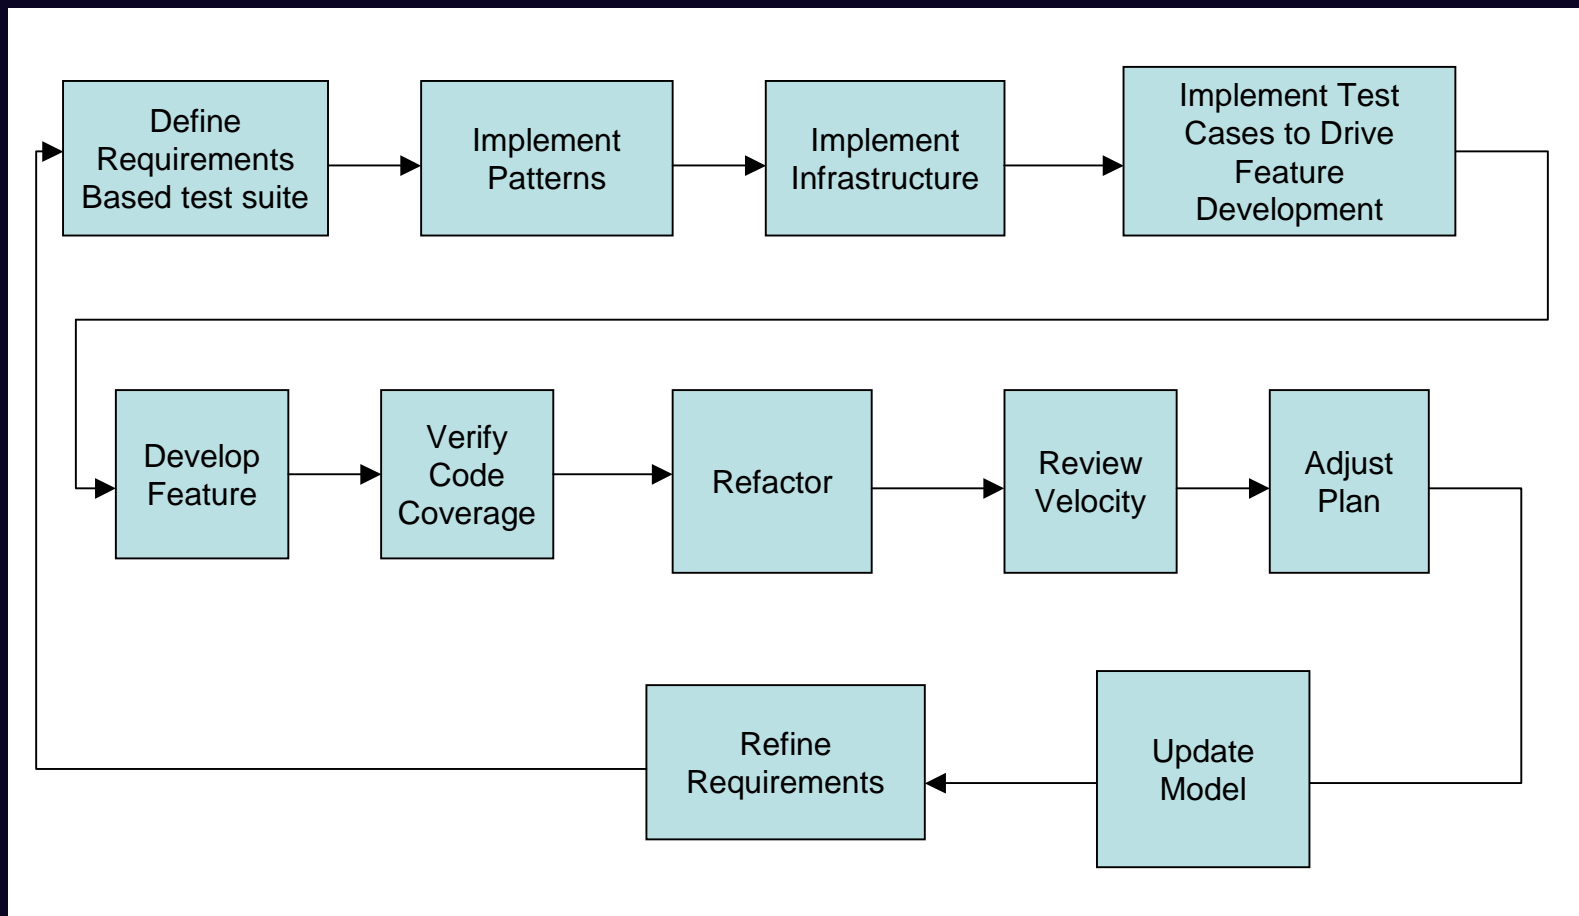 Define
Requirements
Based test suite
Implement
Patterns
Implement
Infrastructure
Implement Test
Cases to Drive
Feature
Development
Develop
Feature
Verify
Code
Coverage
Refactor
Review
Velocity
Adjust
Plan
Refine
Requirements
Update
Model